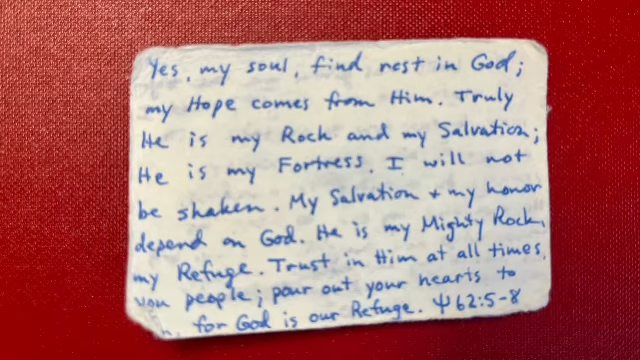 Yes, my soul, find rest in God;
my Hope comes from Him. Truly
He is my Rock and my Salvation;
He is my Fortress. I will not
be shaken. My Salvation + my honor
depend on God. He is my Mighty Rock,
my Refuge. Trust in Him at all times,
you people; pour out your hearts to
for God is our Refuge. Ψ 62:5-8